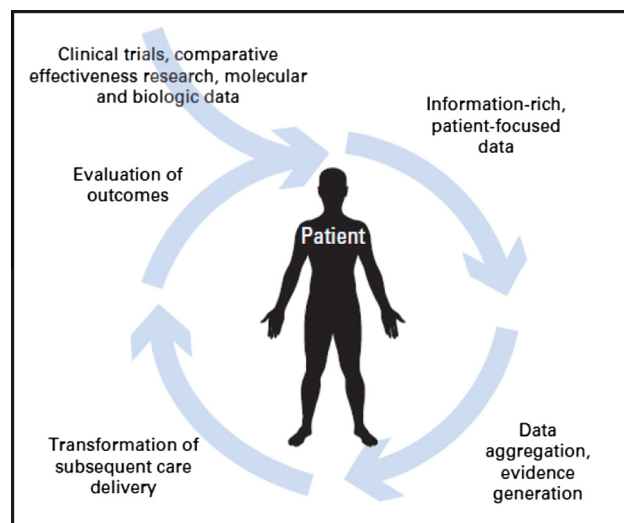 Clinical trials, comparative
effectiveness research, molecular
and biologic data
Information-rich,
patient-focused
data
Evaluation of
outcomes
Patient
Transformation of
subsequent care
delivery
Data
aggregation,
evidence
generation